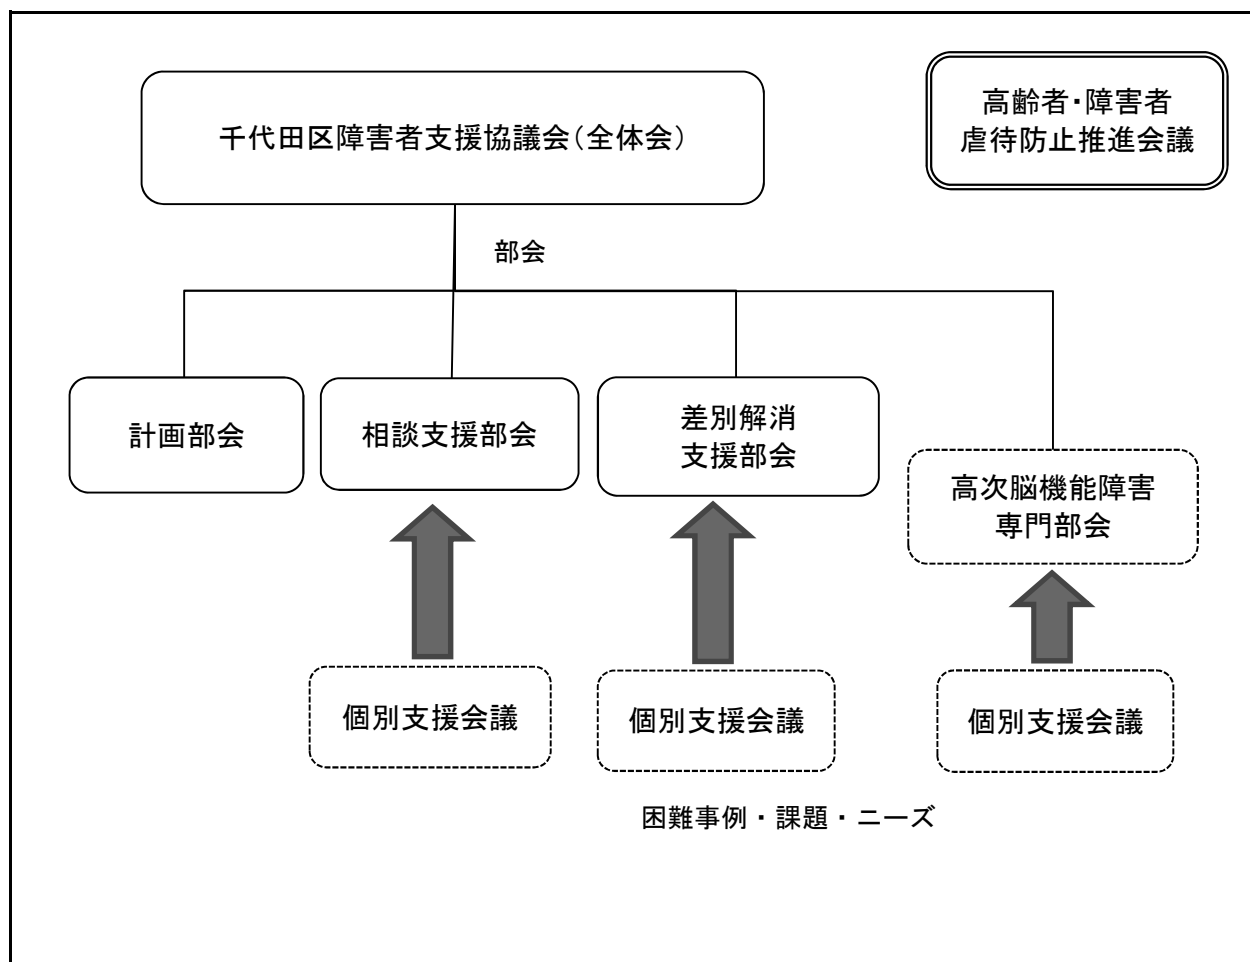 千代田区障害者支援協議会(全体会)
高齢者・障害者
虐待防止推進会議
部会
計画部会
相談支援部会
差別解消
支援部会
高次脳機能障害
専門部会
個別支援会議
個別支援会議
個別支援会議
困難事例・課題・ニーズ